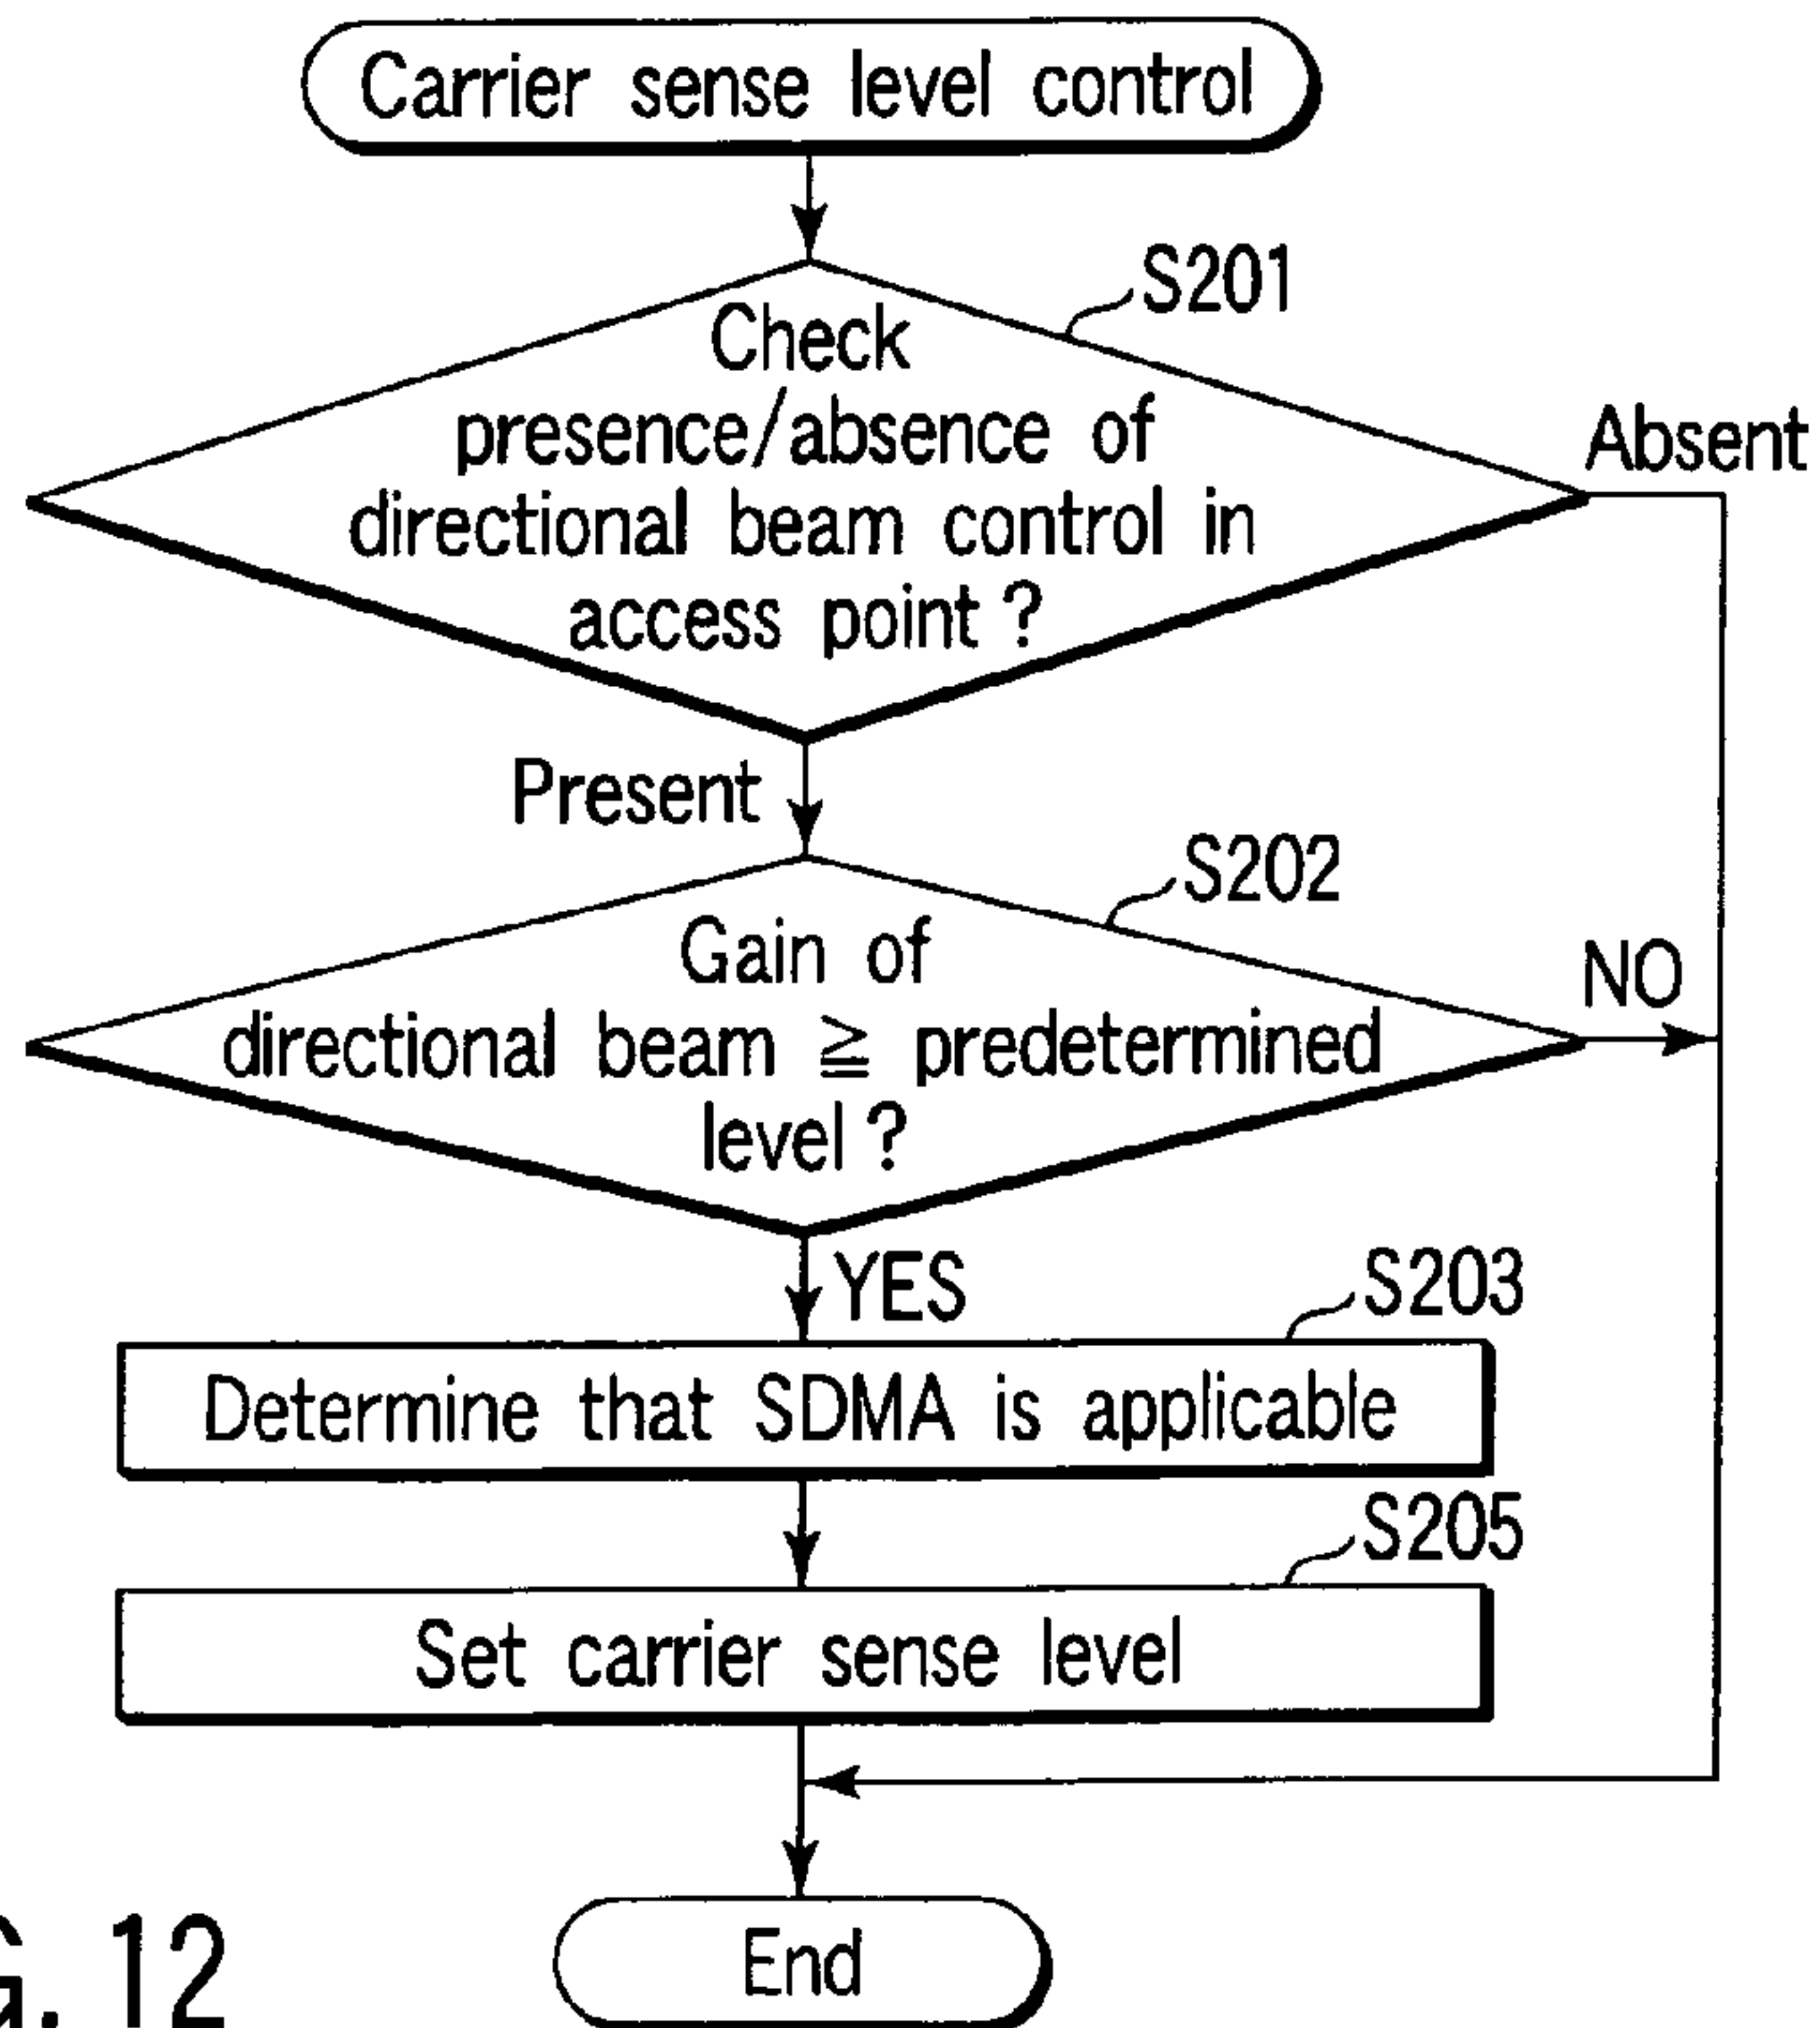 Carrier sense level control
S201
Check
presence/absence of
directional beam control in
access point ?
Absent
Present
S202
Gain of
directional beam ≧ predetermined
level ?
NO
YES
S203
Determine that SDMA is applicable
S205
Set carrier sense level
End
G. 12